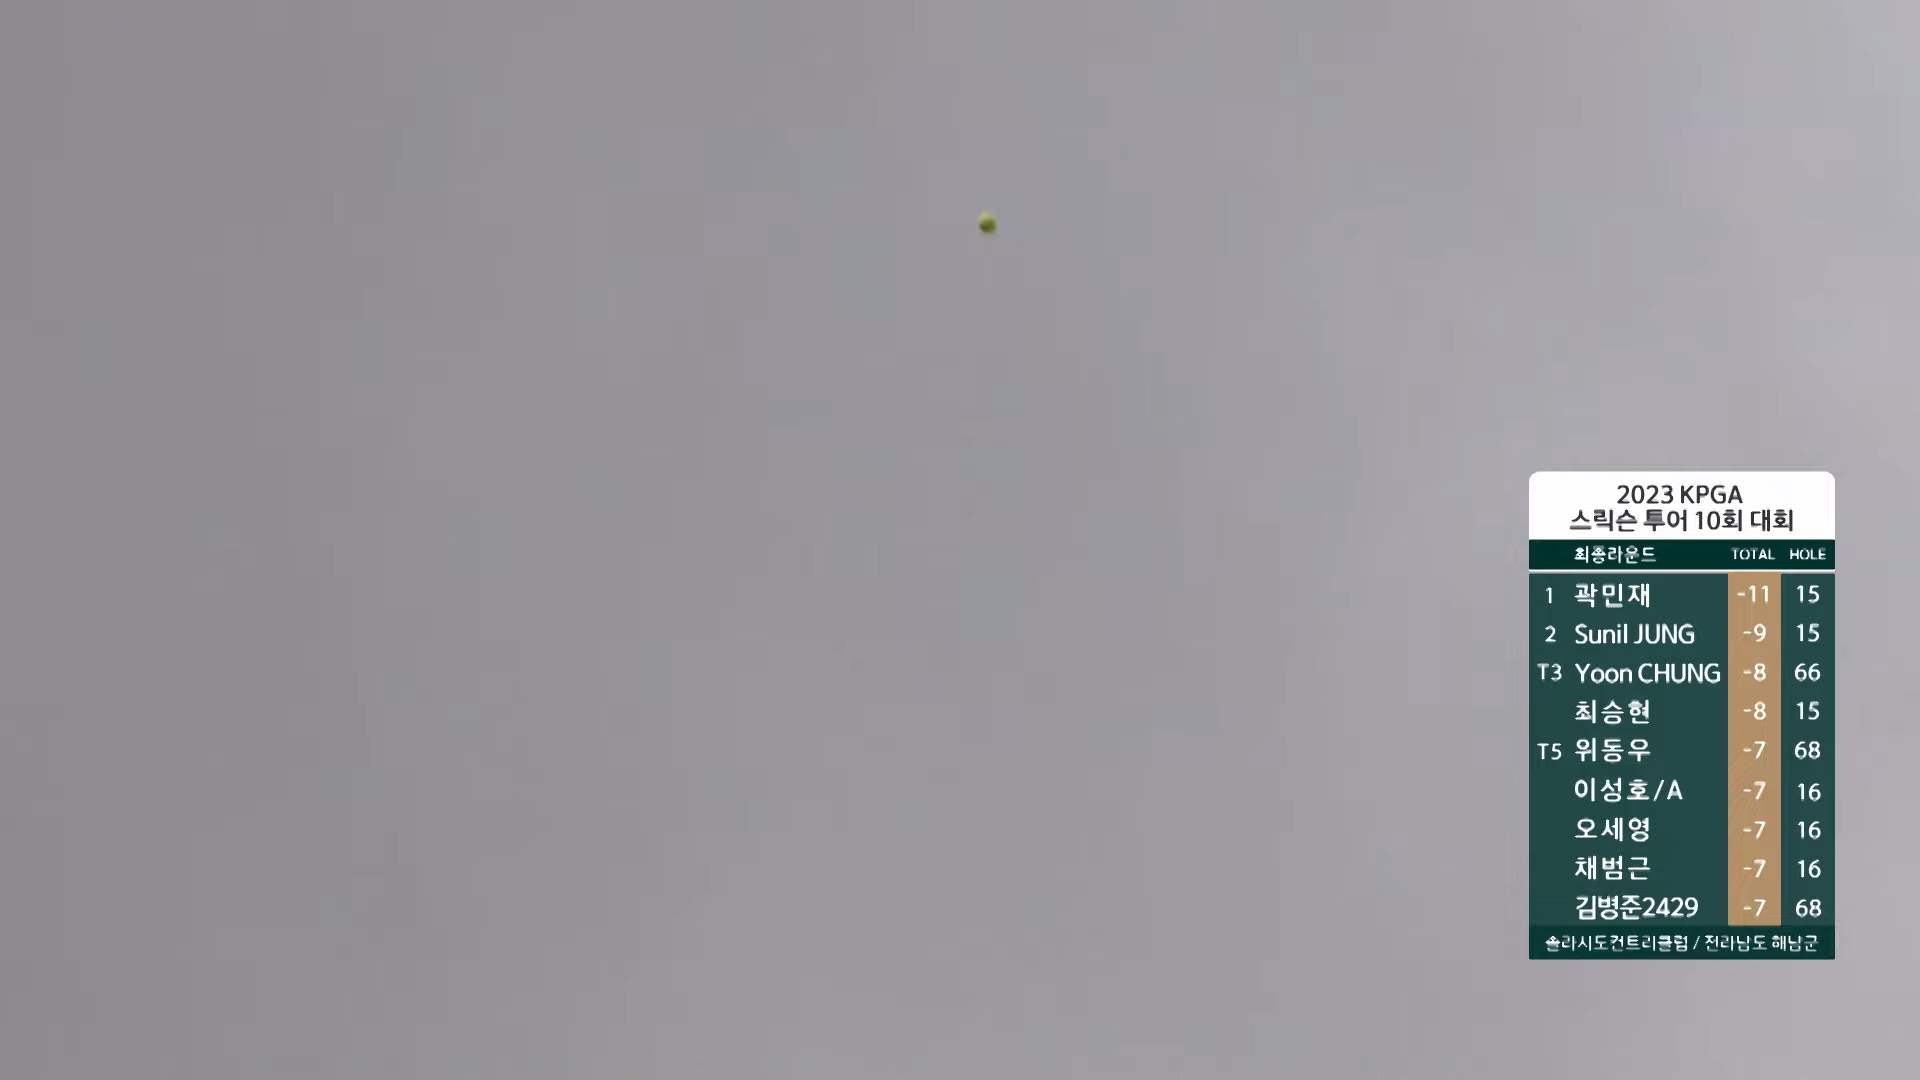 2023 KPGA
스릭슨 투어 10회 대회
최종라운드 TOTAL HOLE
1 곽민재 -11 15
2 Sunil JUNG -9 15
T3 Yoon CHUNG -8 66
최승현 -8 15
T5 위동우 -7 68
이성호/A -7 16
오세영 -7 16
채범근 -7 16
김병준2429 -7 68
솔라시도컨트리클럽 / 전라남도 해남군